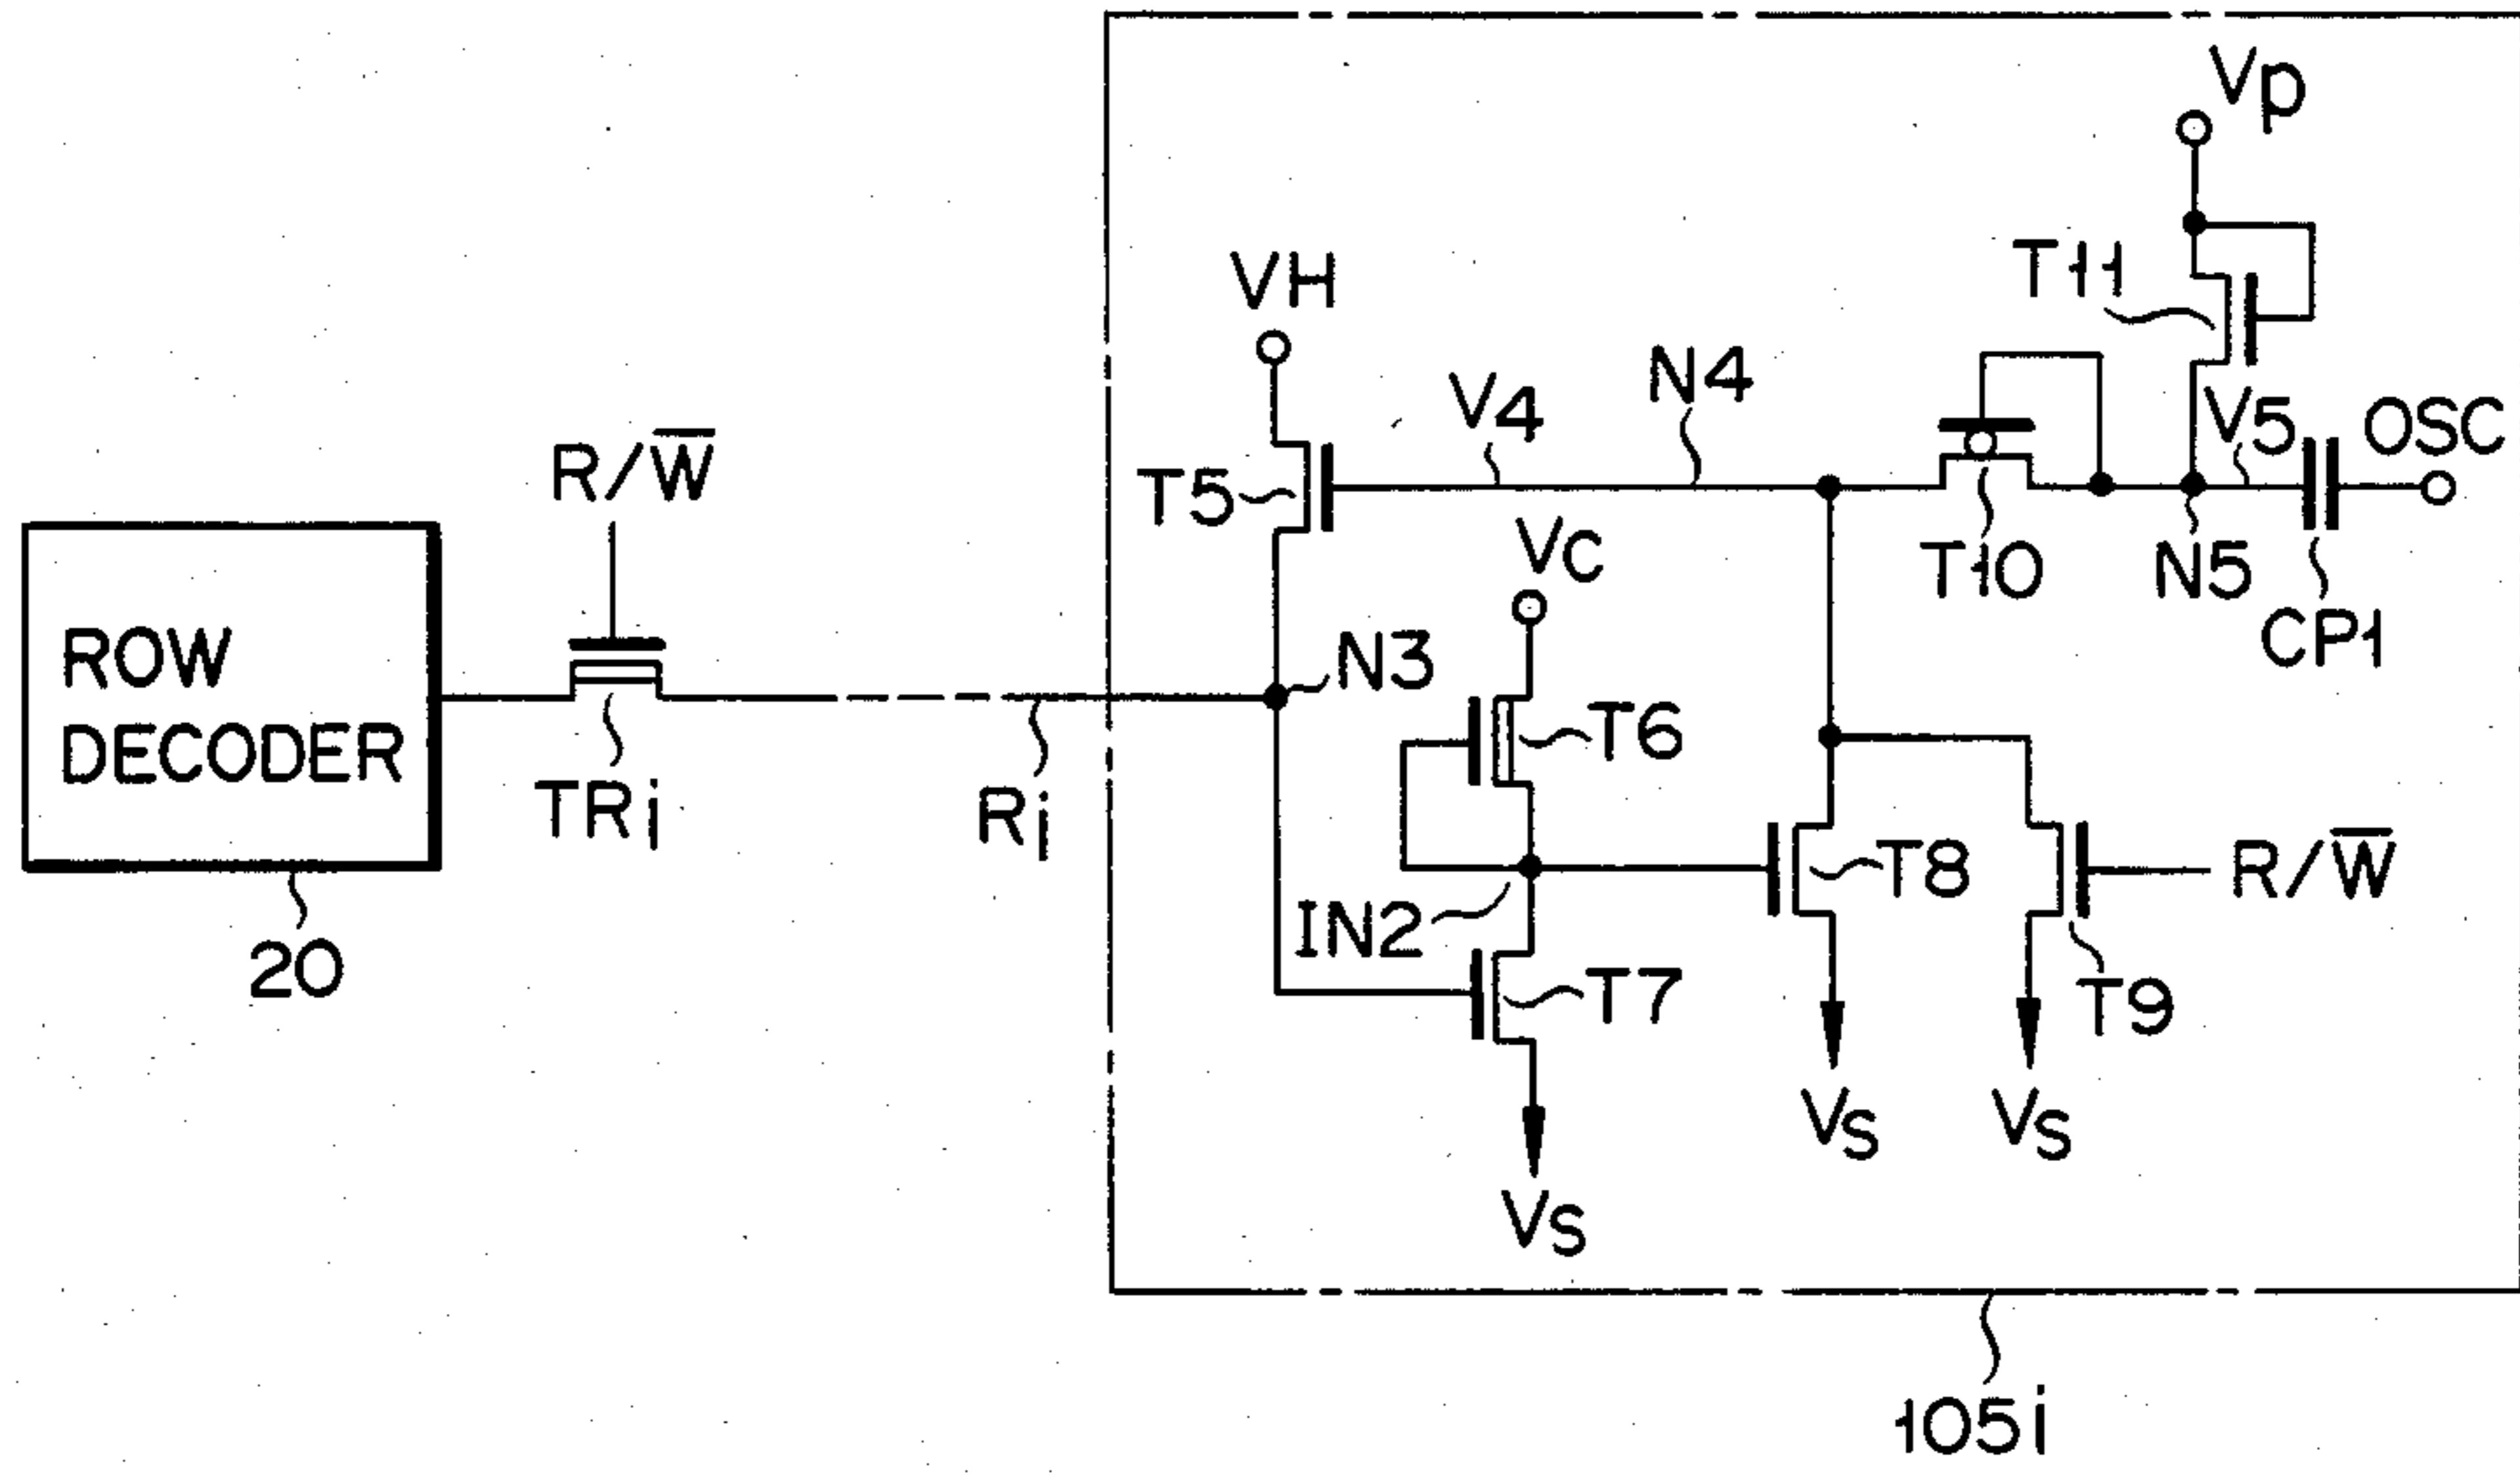 Vp
T11
VH
V4
N4
V5
OSC
R/W̅
T5
T10
N5
CP1
VC
ROW
DECODER
N3
T6
TRi
Ri
T8
R/W̅
IN2
20
T7
T9
VS
VS
VS
105i